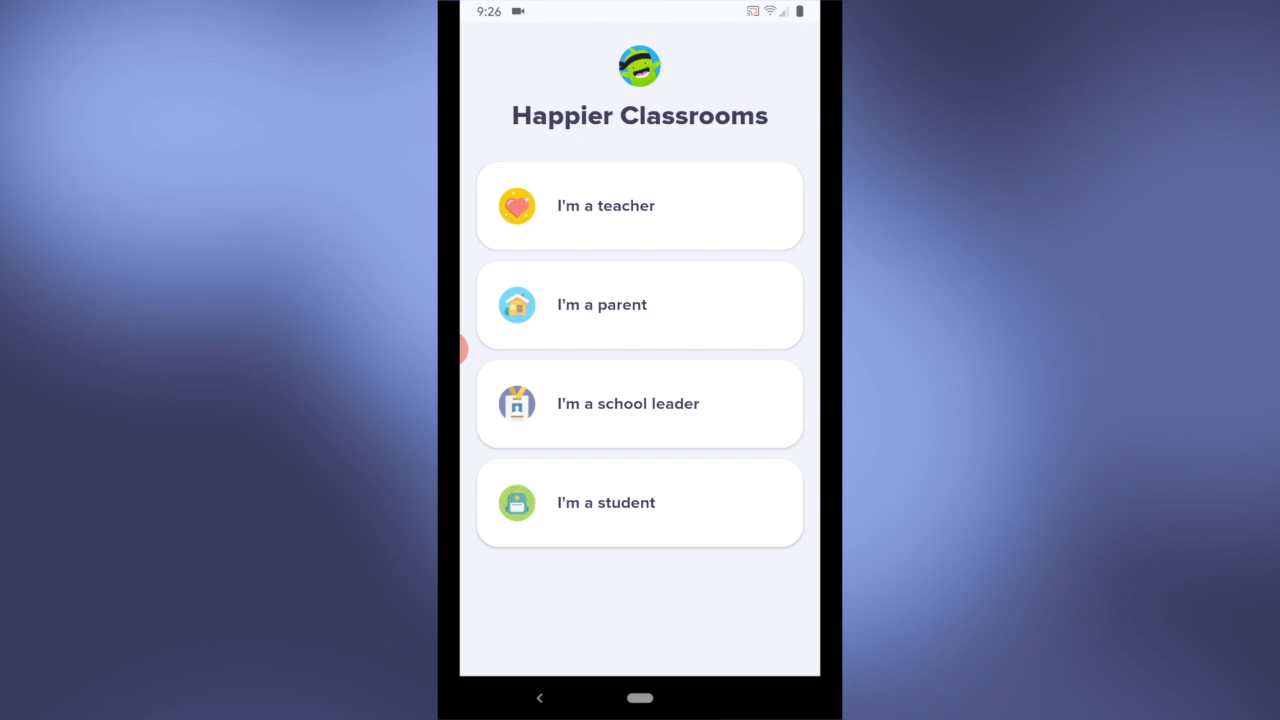 9:26
Happier Classrooms
I'm a teacher
I'm a parent
I'm a school leader
I'm a student